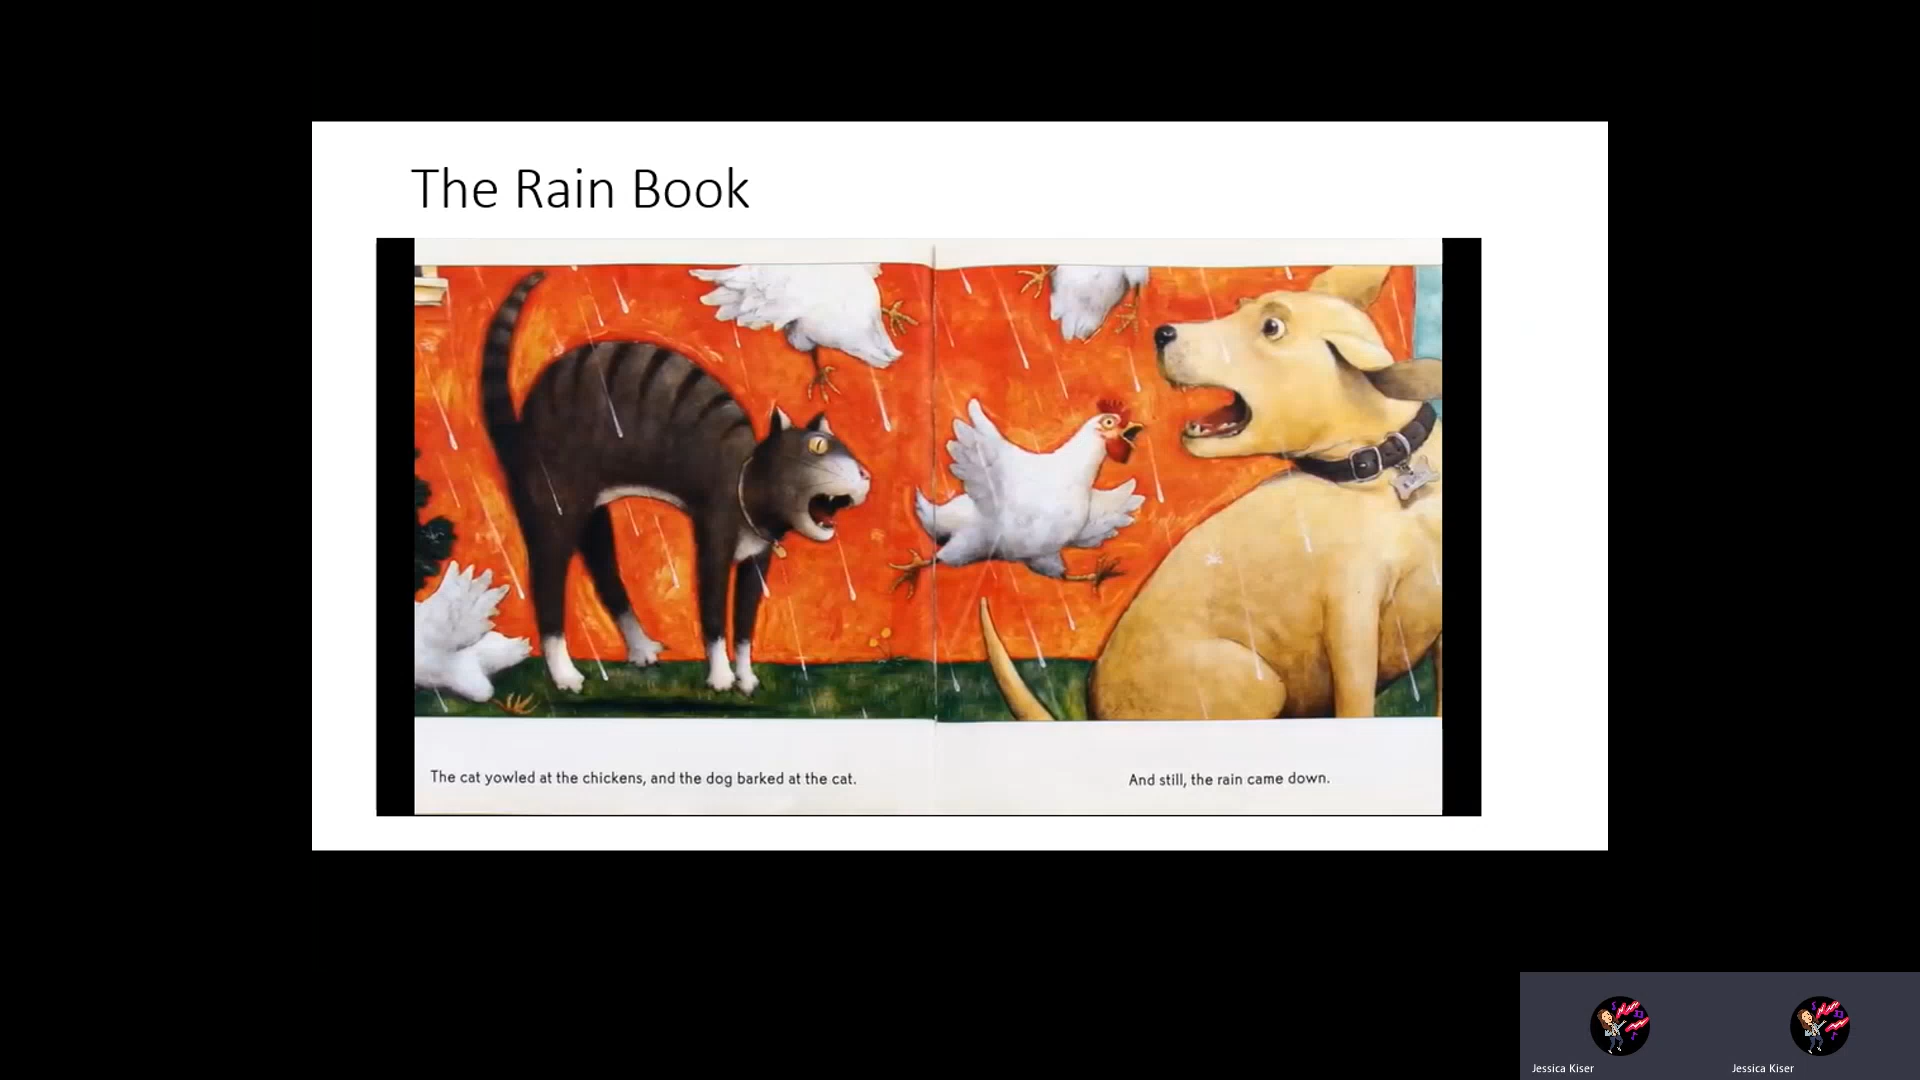 The Rain Book
The cat yowled at the chickens, and the dog barked at the cat.
And still, the rain came down.
Jessica Kiser
Jessica Kiser